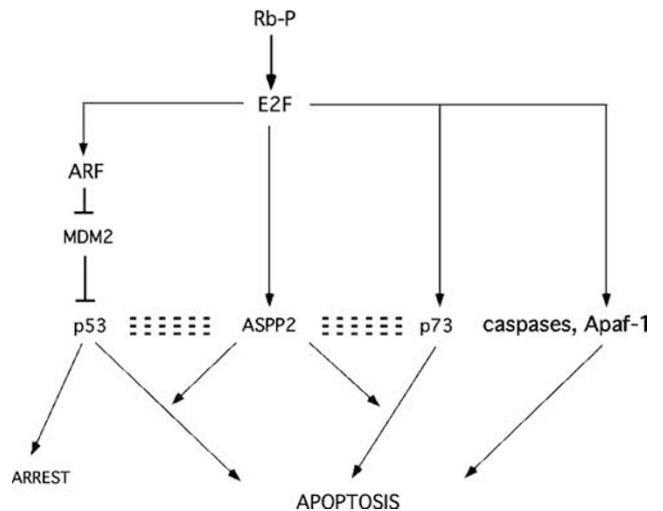 Rb-P
E2F
ARF
MDM2
p53 ASPP2 p73 caspases, Apaf-1
ARREST
APOPTOSIS